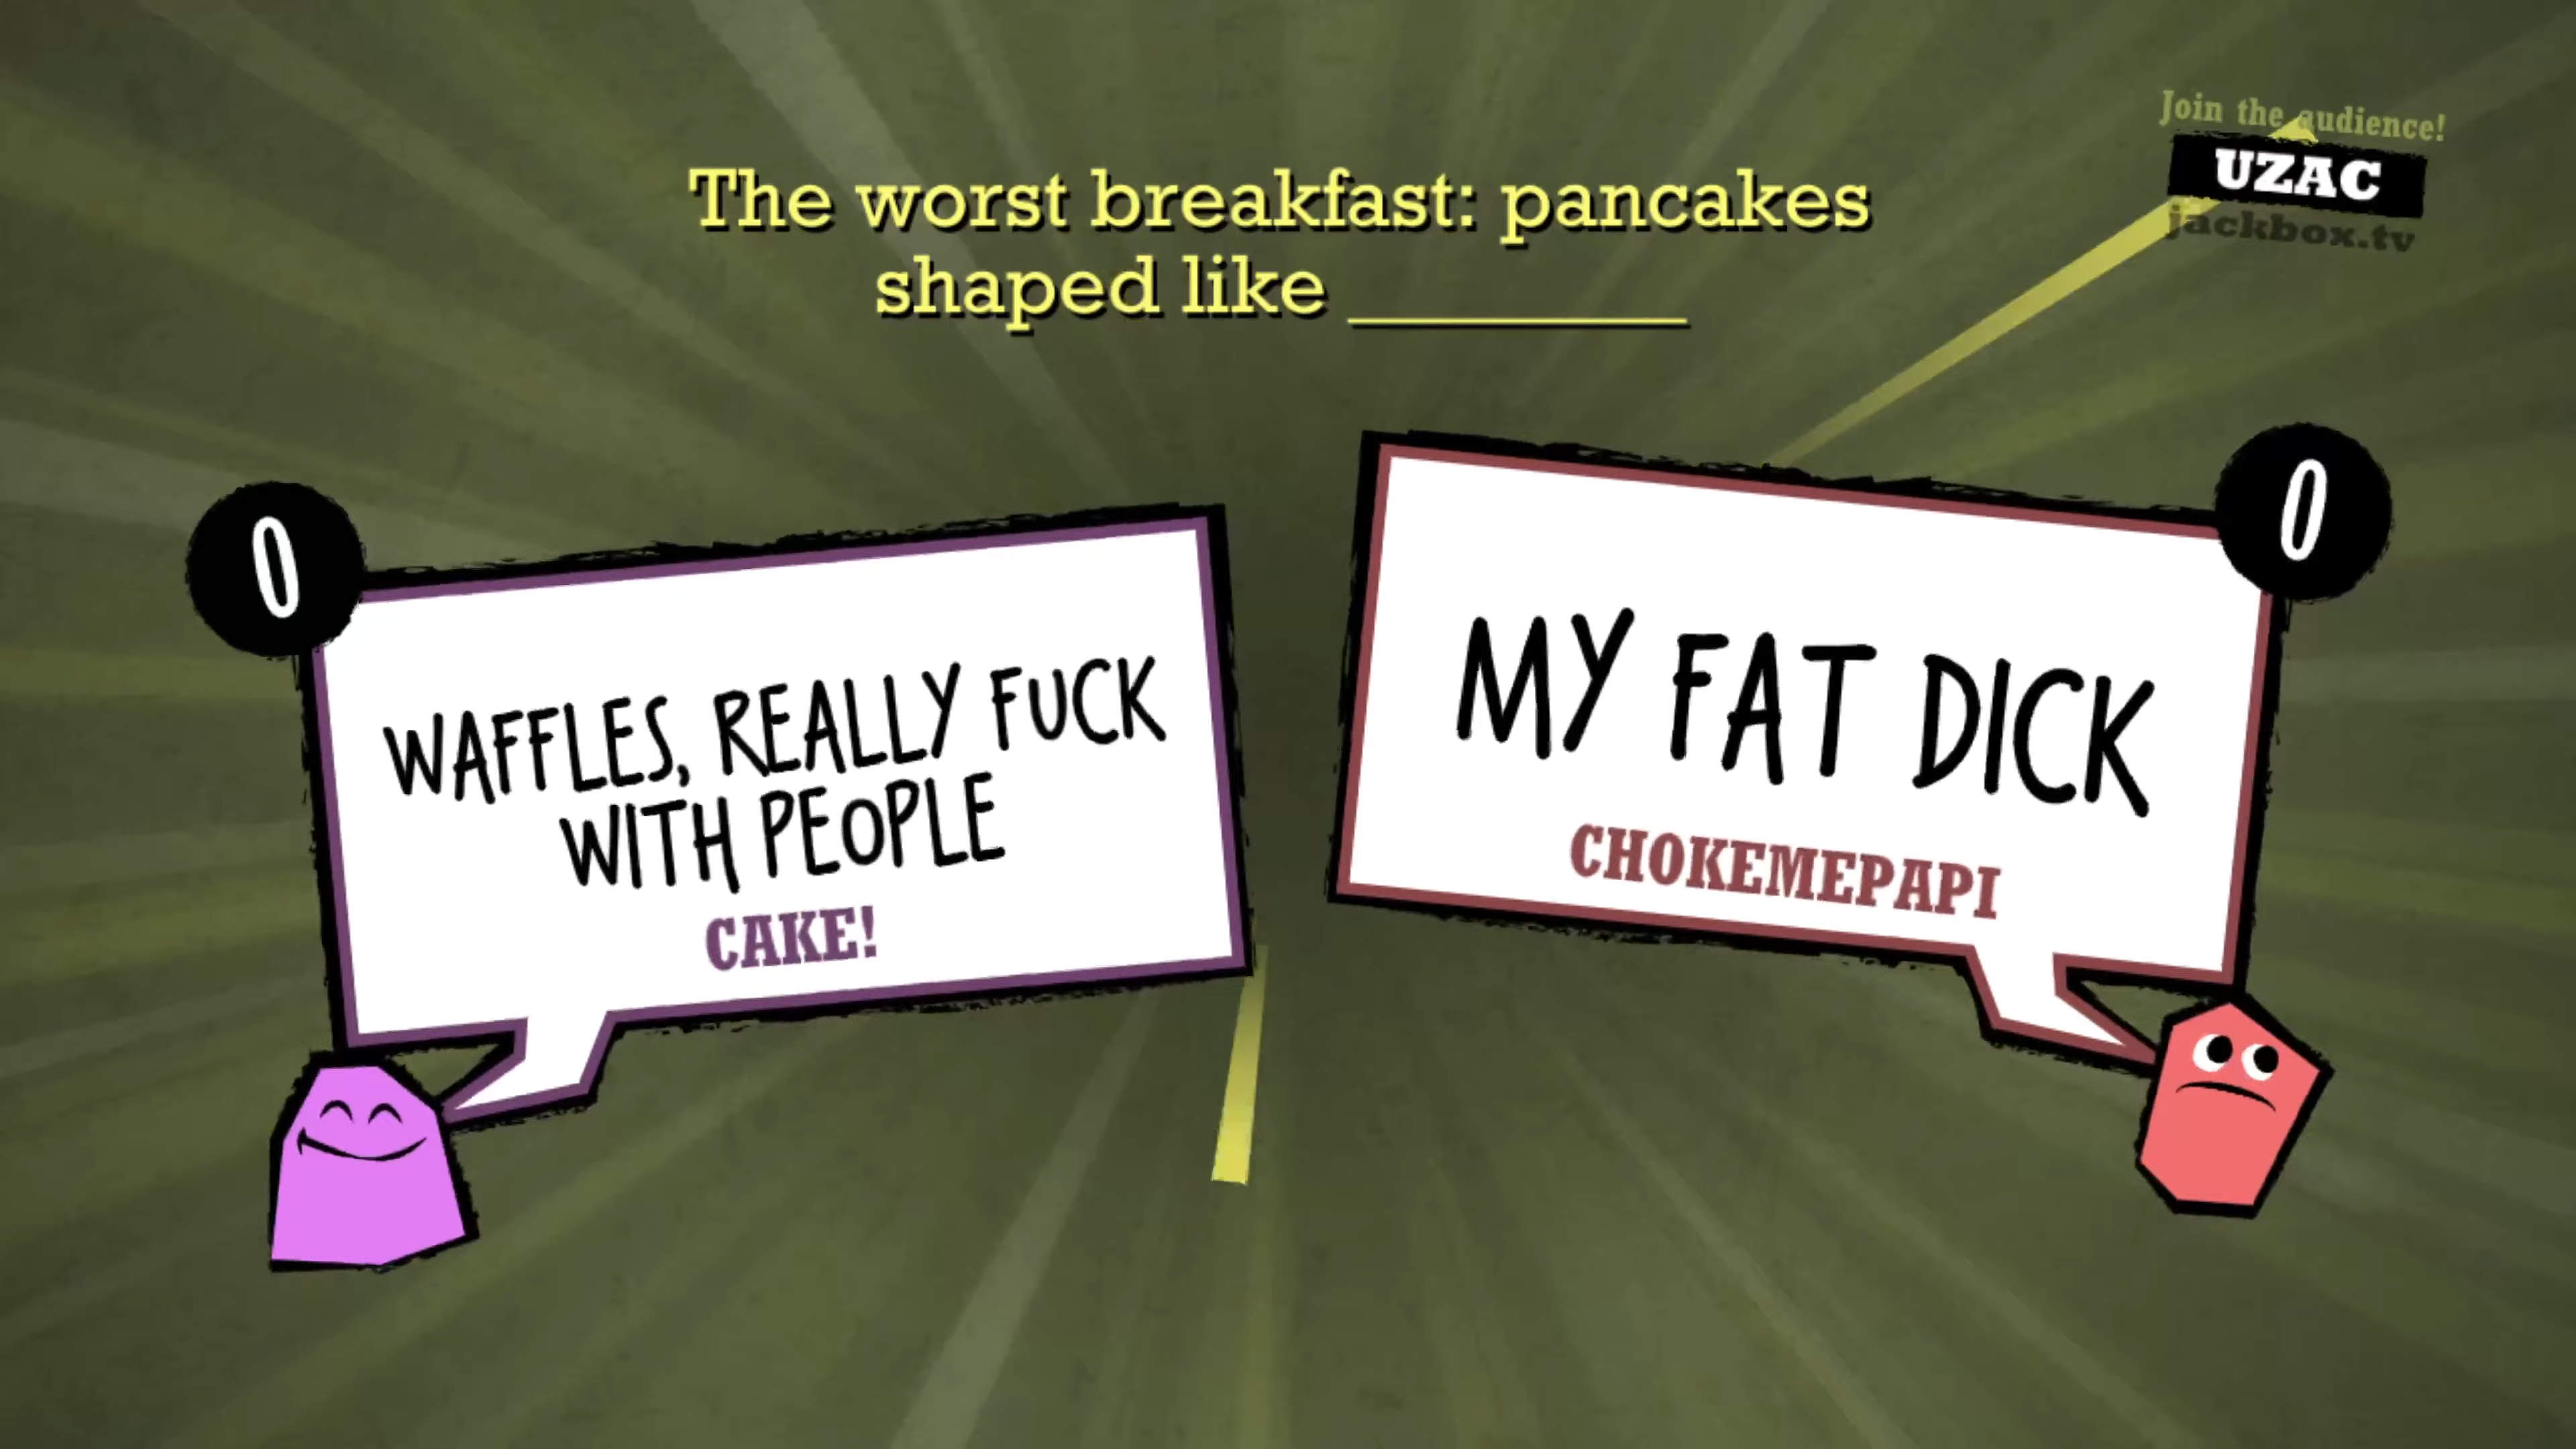 Join the audience!
UZAC
jackbox.tv
The worst breakfast: pancakes
shaped like ________
0
WAFFLES, REALLY FUCK
WITH PEOPLE
CAKE!
0
MY FAT DICK
CHOKEMEPAPI